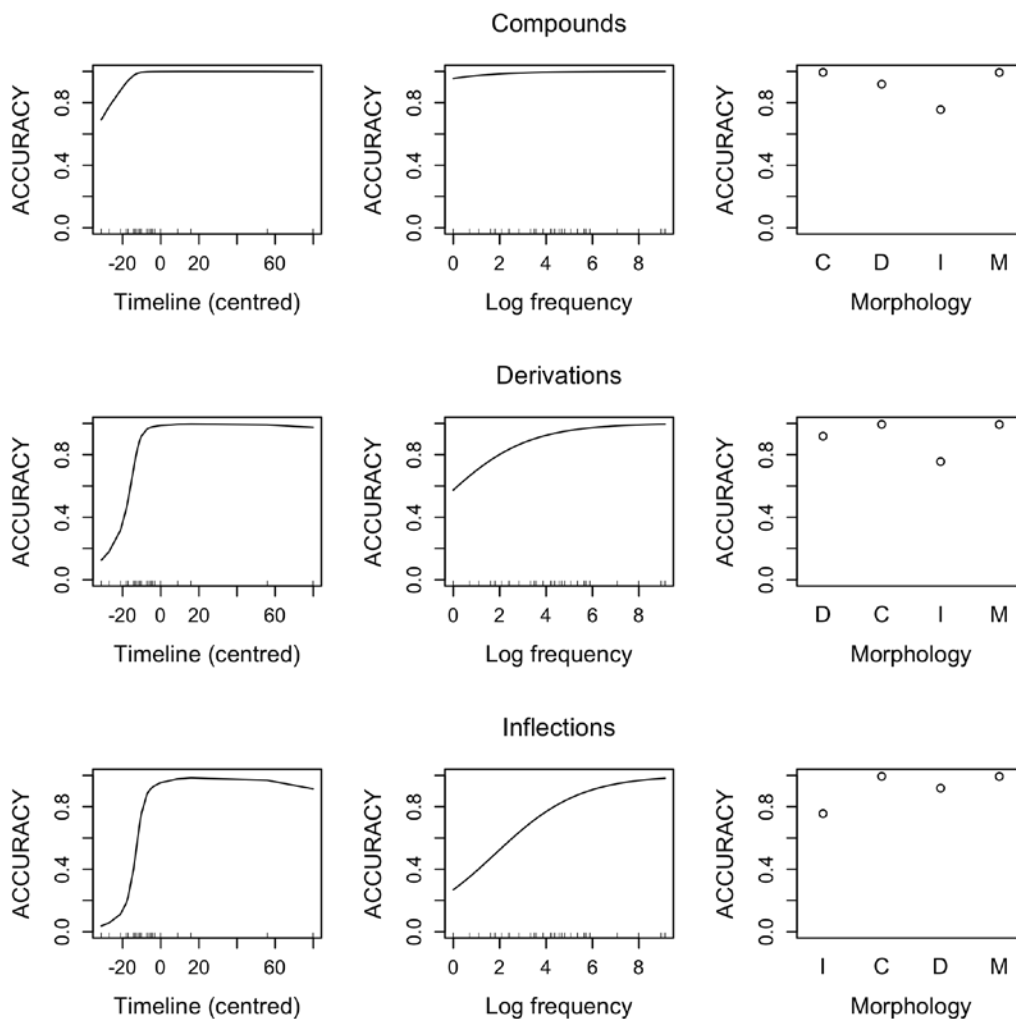 Compounds
ACCURACY
0.0 0.4 0.8
-20 0 20 60
Timeline (centred)
ACCURACY
0.0 0.4 0.8
0 2 4 6 8
Log frequency
ACCURACY
0.0 0.4 0.8
C D I M
Morphology
Derivations
ACCURACY
0.0 0.4 0.8
-20 0 20 60
Timeline (centred)
ACCURACY
0.0 0.4 0.8
0 2 4 6 8
Log frequency
ACCURACY
0.0 0.4 0.8
D C I M
Morphology
Inflections
ACCURACY
0.0 0.4 0.8
-20 0 20 60
Timeline (centred)
ACCURACY
0.0 0.4 0.8
0 2 4 6 8
Log frequency
ACCURACY
0.0 0.4 0.8
I C D M
Morphology